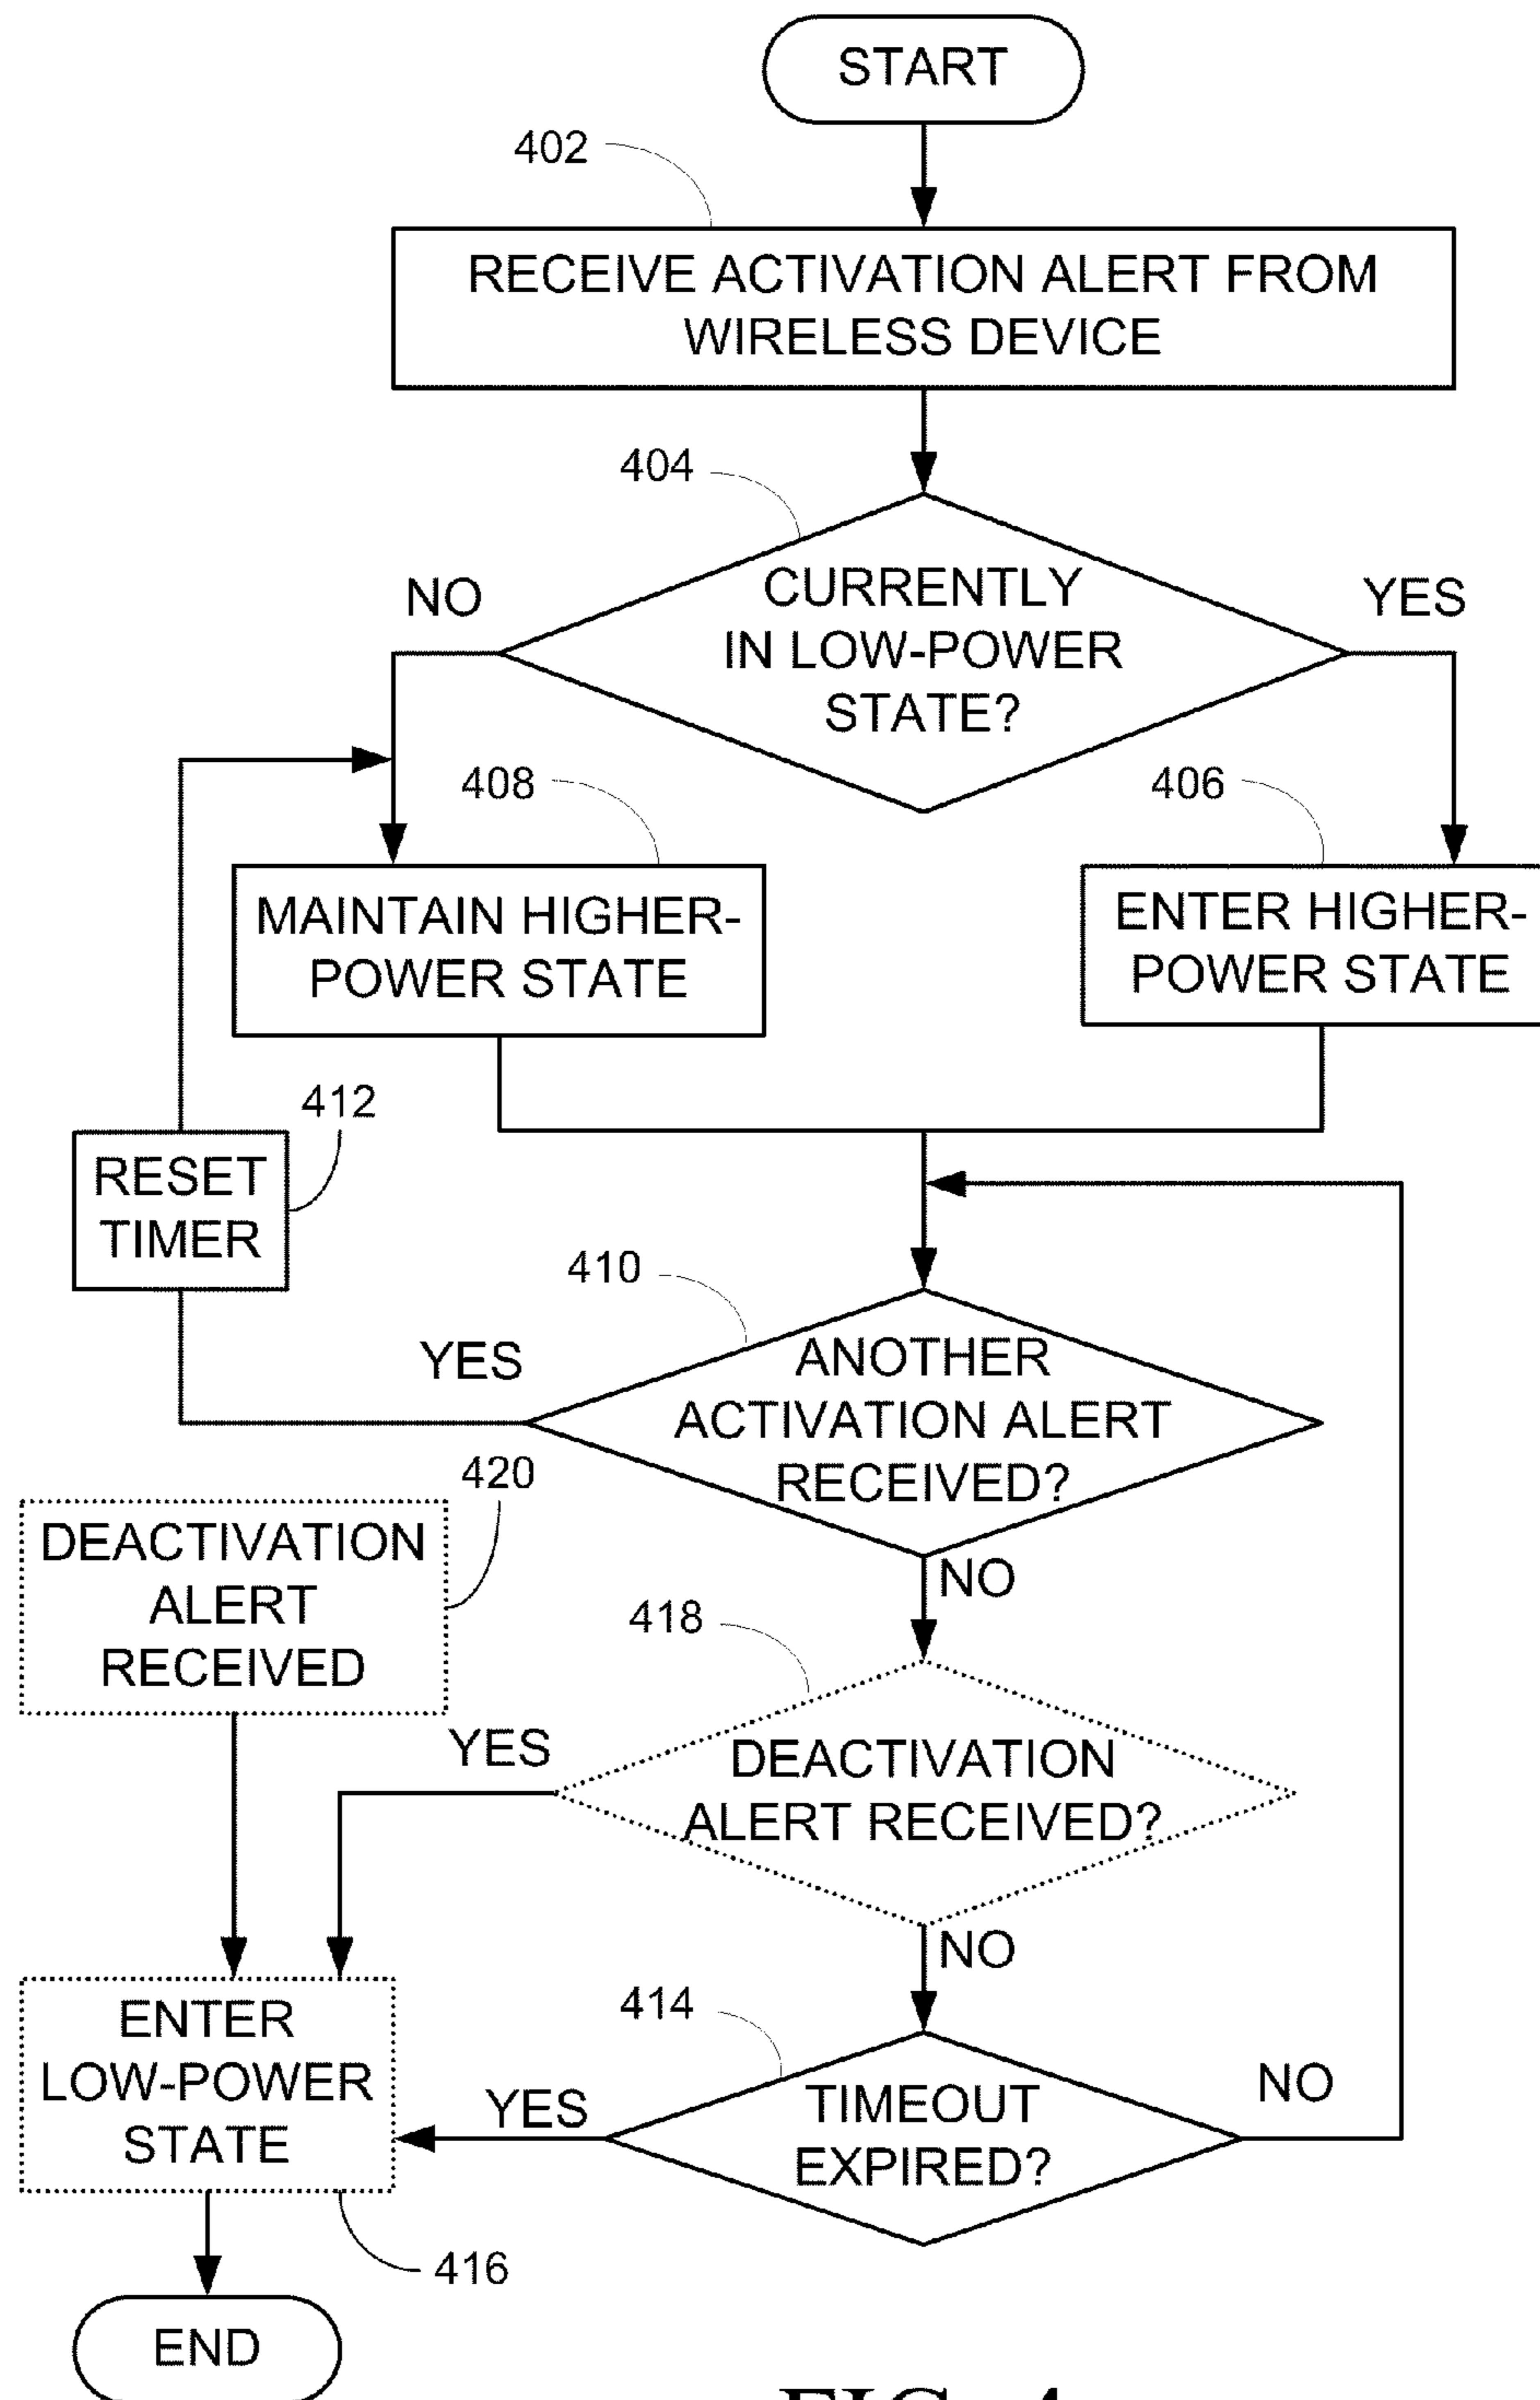 START
402
RECEIVE ACTIVATION ALERT FROM
WIRELESS DEVICE
404
NO
YES
CURRENTLY
IN LOW-POWER
STATE?
408
406
MAINTAIN HIGHER-
POWER STATE
ENTER HIGHER-
POWER STATE
412
RESET
TIMER
410
YES
ANOTHER
ACTIVATION ALERT
RECEIVED?
420
DEACTIVATION
ALERT
RECEIVED
NO
418
YES
DEACTIVATION
ALERT RECEIVED?
NO
414
ENTER
LOW-POWER
STATE
YES
TIMEOUT
EXPIRED?
NO
416
END
FIG. 4